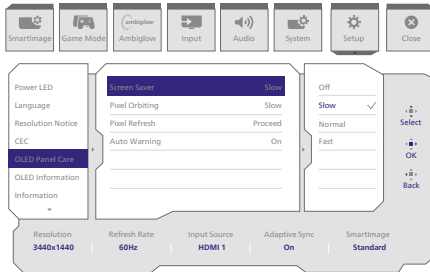 SmartImage Game Mode Ambiglow Input Audio System Setup Close
ambiglow
Power LED
Language
Resolution Notice
CEC
OLED Panel Care
OLED Information
Information
Screen Saver Slow
Pixel Orbiting Slow
Pixel Refresh Proceed
Auto Warning On
Off
Slow
Normal
Fast
Select
OK
Back
Resolution Refresh Rate Input Source Adaptive Sync SmartImage
3440x1440 60Hz HDMI 1 On Standard